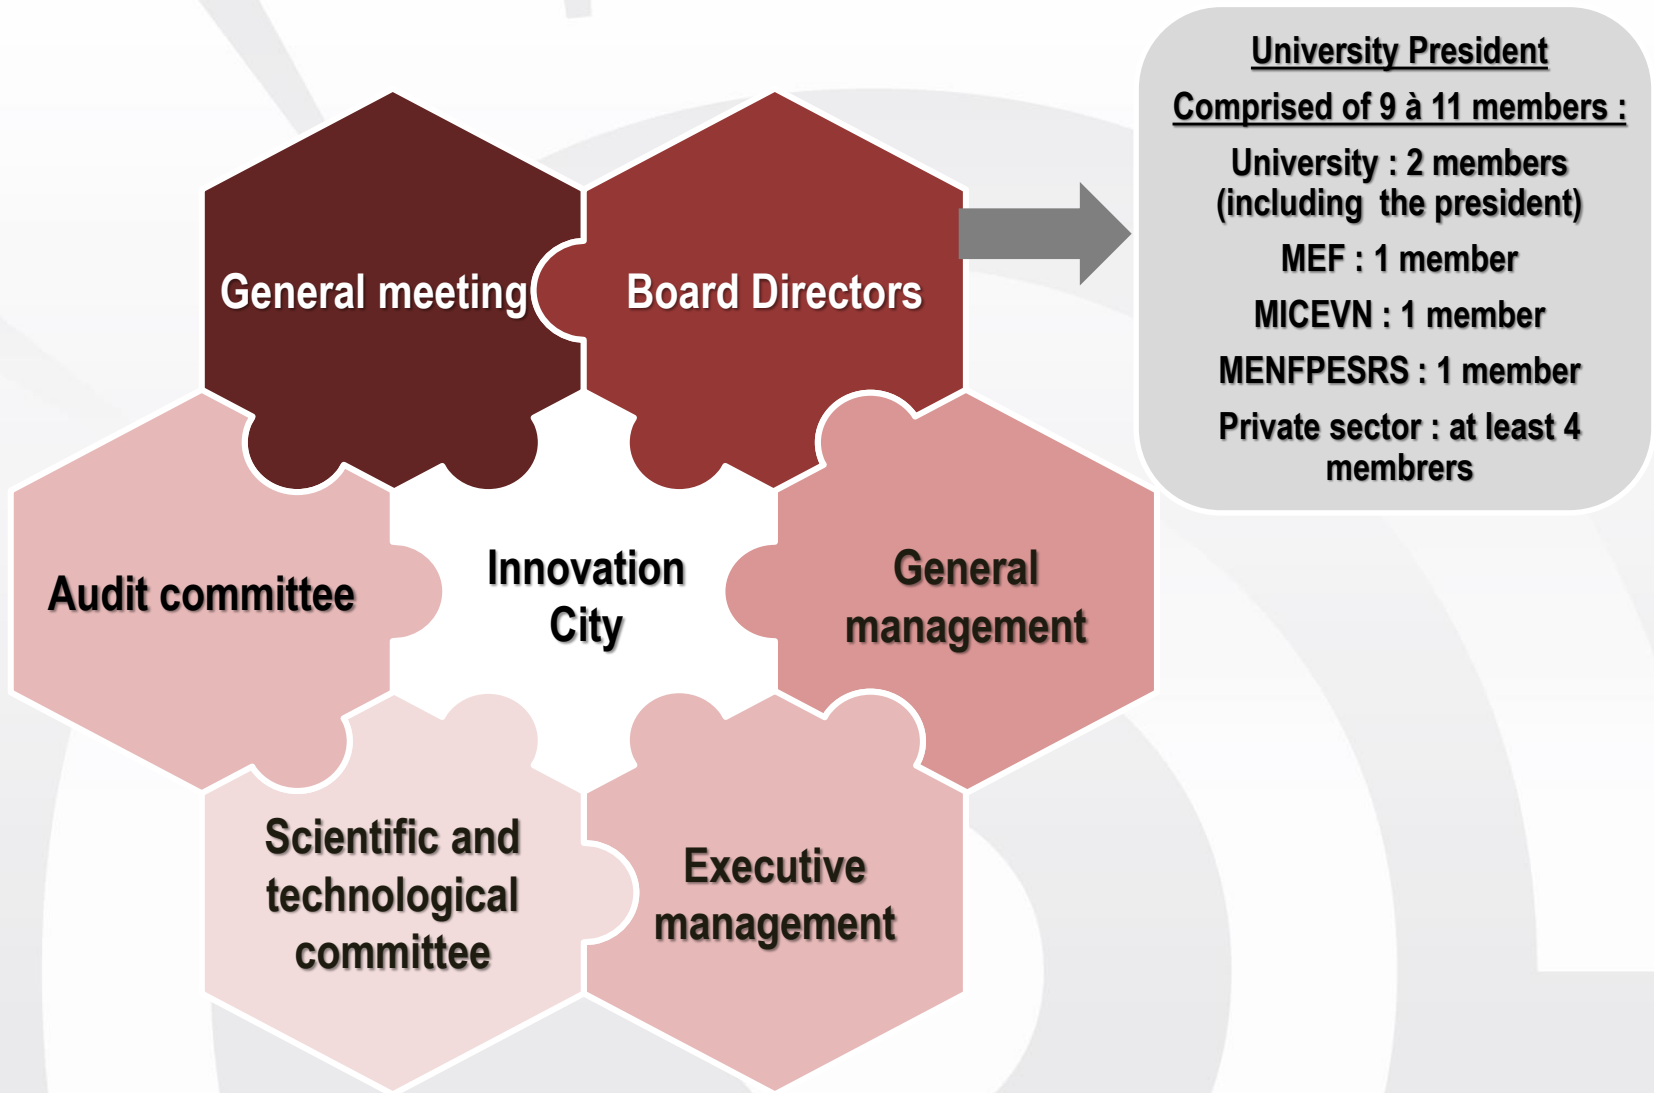 University President
Comprised of 9 à 11 members :
University : 2 members
(including the president)
MEF : 1 member
MICEVN : 1 member
MENFPESRS : 1 member
Private sector : at least 4
membrers
General meeting
Board Directors
Audit committee
Innovation
City
General
management
Scientific and
technological
committee
Executive
management